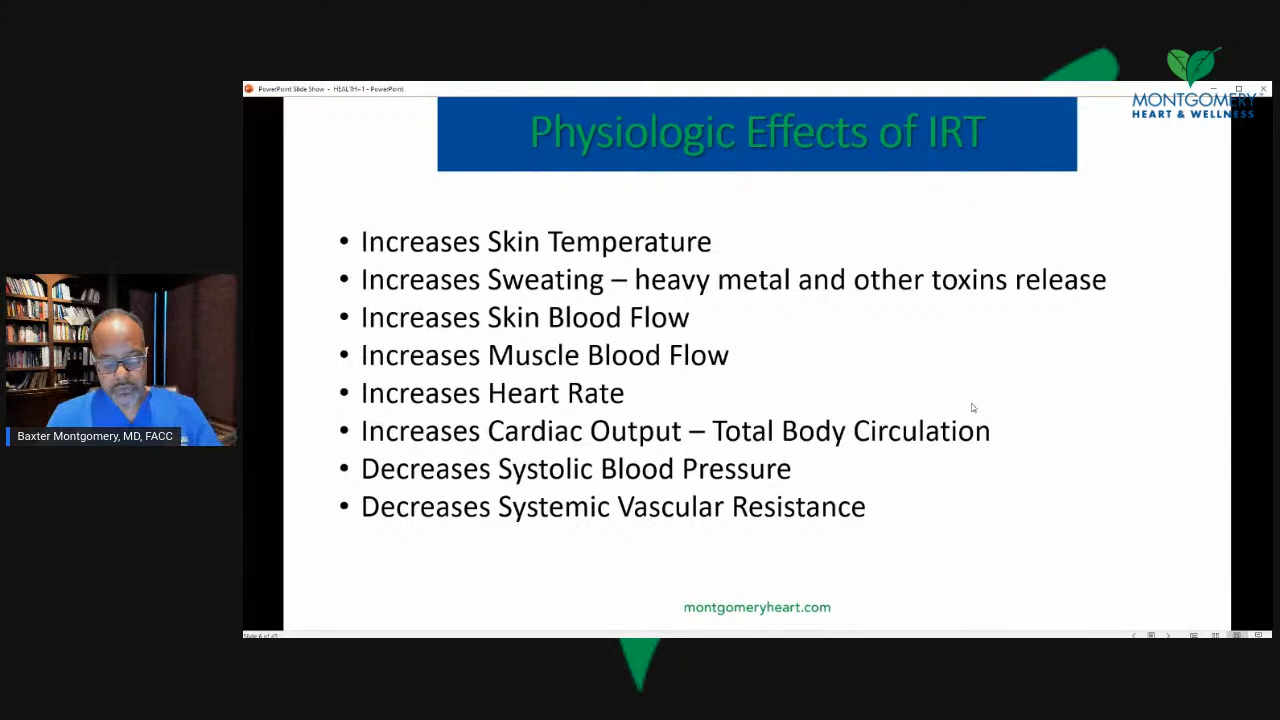 PowerPoint Slide Show - HEALTH~1 - PowerPoint
MONTGOMERY
HEART & WELLNESS
Physiologic Effects of IRT
• Increases Skin Temperature
• Increases Sweating – heavy metal and other toxins release
• Increases Skin Blood Flow
• Increases Muscle Blood Flow
• Increases Heart Rate
• Increases Cardiac Output – Total Body Circulation
• Decreases Systolic Blood Pressure
• Decreases Systemic Vascular Resistance
Baxter Montgomery, MD, FACC
montgomeryheart.com